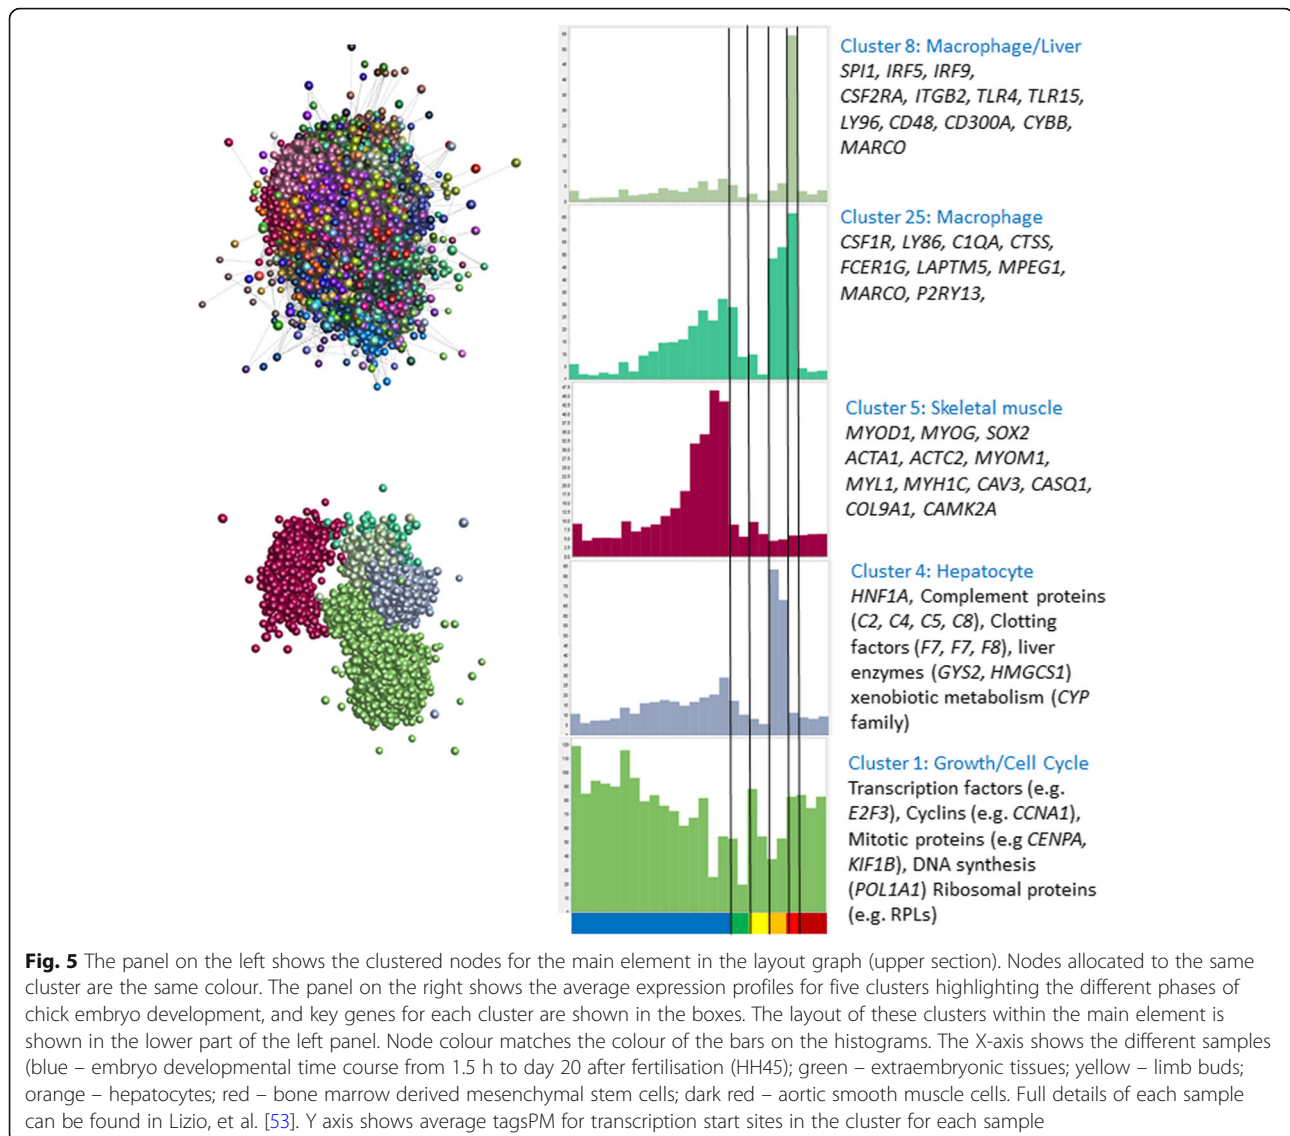 Cluster 8: Macrophage/Liver
SPI1, IRF5, IRF9,
CSF2RA, ITGB2, TLR4, TLR15,
LY96, CD48, CD300A, CYBB,
MARCO
Cluster 25: Macrophage
CSF1R, LY86, C1QA, CTSS,
FCER1G, LAPTM5, MPEG1,
MARCO, P2RY13,
Cluster 5: Skeletal muscle
MYOD1, MYOG, SOX2
ACTA1, ACTC2, MYOM1,
MYL1, MYH1C, CAV3, CASQ1,
COL9A1, CAMK2A
Cluster 4: Hepatocyte
HNF1A, Complement proteins
(C2, C4, C5, C8), Clotting
factors (F7, F7, F8), liver
enzymes (GYS2, HMGCS1)
xenobiotic metabolism (CYP
family)
Cluster 1: Growth/Cell Cycle
Transcription factors (e.g.
E2F3), Cyclins (e.g. CCNA1),
Mitotic proteins (e.g CENPA,
KIF1B), DNA synthesis
(POL1A1) Ribosomal proteins
(e.g. RPLs)
Fig. 5 The panel on the left shows the clustered nodes for the main element in the layout graph (upper section). Nodes allocated to the same
cluster are the same colour. The panel on the right shows the average expression profiles for five clusters highlighting the different phases of
chick embryo development, and key genes for each cluster are shown in the boxes. The layout of these clusters within the main element is
shown in the lower part of the left panel. Node colour matches the colour of the bars on the histograms. The X-axis shows the different samples
(blue – embryo developmental time course from 1.5 h to day 20 after fertilisation (HH45); green – extraembryonic tissues; yellow – limb buds;
orange – hepatocytes; red – bone marrow derived mesenchymal stem cells; dark red – aortic smooth muscle cells. Full details of each sample
can be found in Lizio, et al. [53]. Y axis shows average tagsPM for transcription start sites in the cluster for each sample